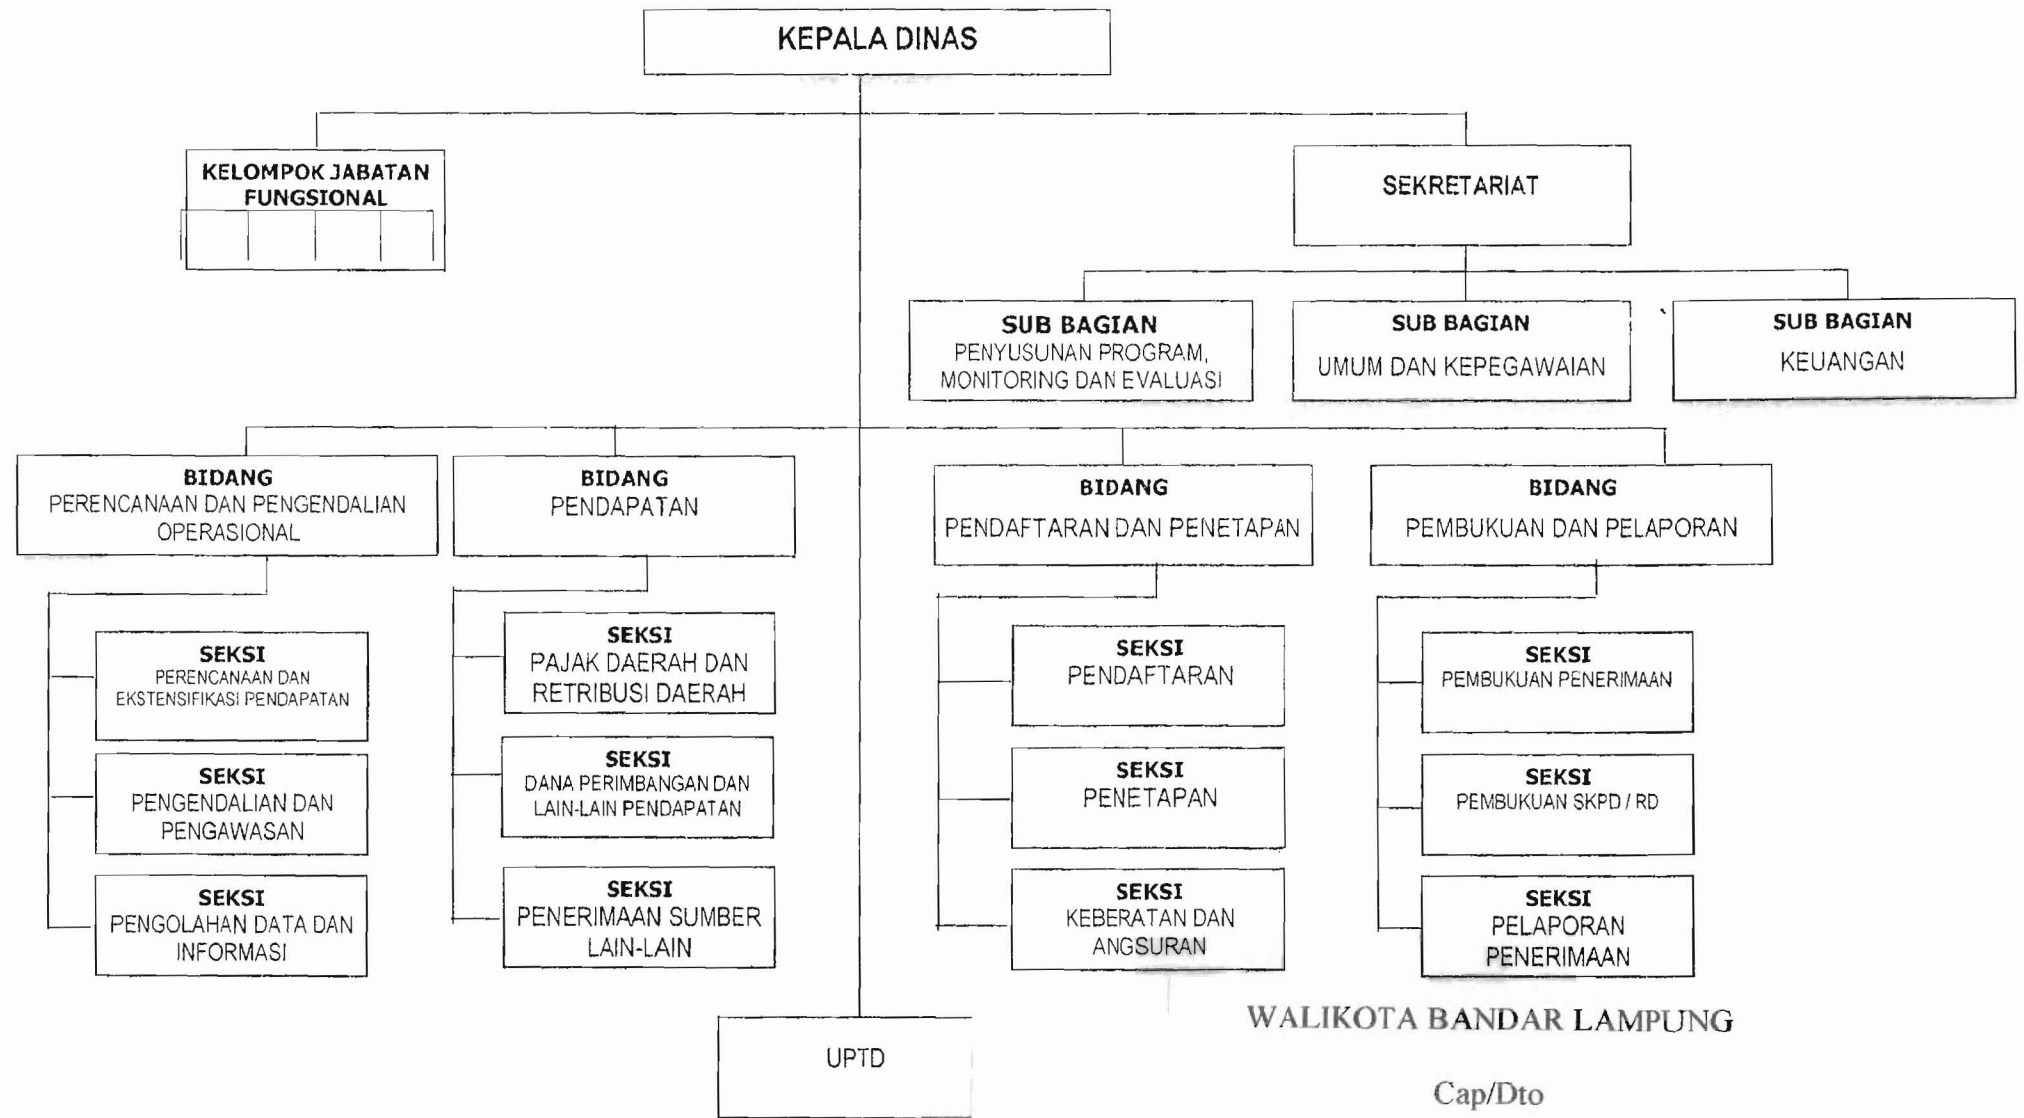 KEPALA DINAS
KELOMPOK JABATAN
FUNGSIONAL
SEKRETARIAT
SUB BAGIAN
PENYUSUNAN PROGRAM,
MONITORING DAN EVALUASI
SUB BAGIAN
UMUM DAN KEPEGAWAIAN
SUB BAGIAN
KEUANGAN
BIDANG
PERENCANAAN DAN PENGENDALIAN
OPERASIONAL
BIDANG
PENDAPATAN
BIDANG
PENDAFTARAN DAN PENETAPAN
BIDANG
PEMBUKUAN DAN PELAPORAN
SEKSI
PERENCANAAN DAN
EKSTENSIFIKASI PENDAPATAN
SEKSI
PENGENDALIAN DAN
PENGAWASAN
SEKSI
PENGOLAHAN DATA DAN
INFORMASI
SEKSI
PAJAK DAERAH DAN
RETRIBUSI DAERAH
SEKSI
DANA PERIMBANGAN DAN
LAIN-LAIN PENDAPATAN
SEKSI
PENERIMAAN SUMBER
LAIN-LAIN
SEKSI
PENDAFTARAN
SEKSI
PENETAPAN
SEKSI
KEBERATAN DAN
ANGSURAN
SEKSI
PEMBUKUAN PENERIMAAN
SEKSI
PEMBUKUAN SKPD / RD
SEKSI
PELAPORAN
PENERIMAAN
UPTD
WALIKOTA BANDAR LAMPUNG
Cap/Dto